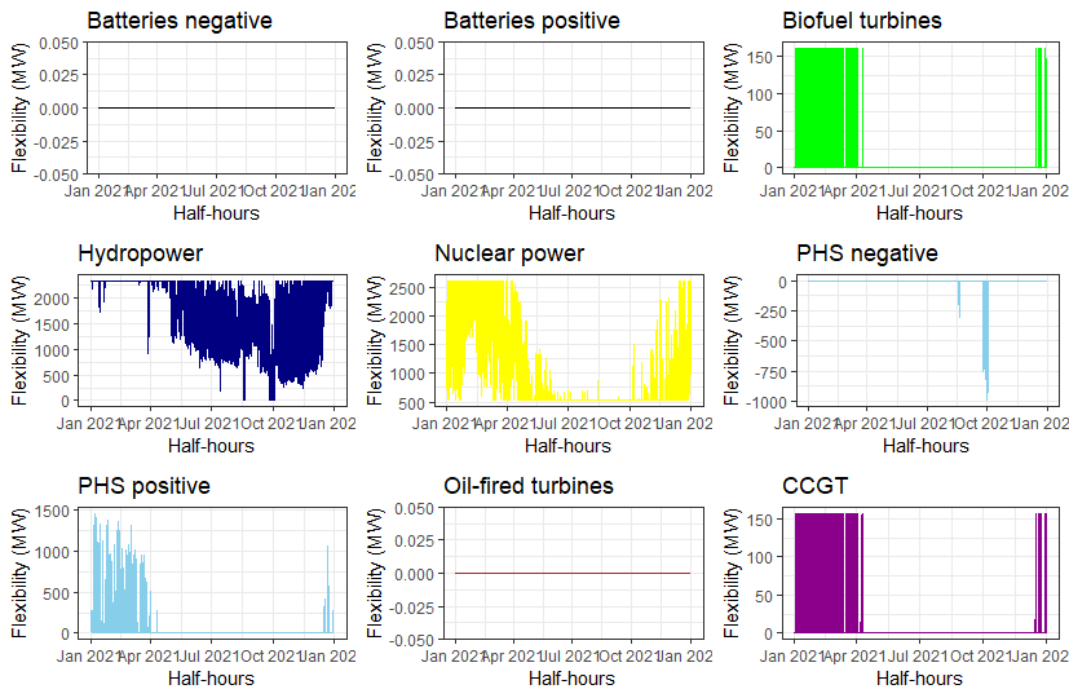 Batteries negative
Flexibility (MW)
0.050
0.025
0.000
-0.025
-0.050
Jan 2021 Apr 2021 Jul 2021 Oct 2021 Jan 202
Half-hours
Batteries positive
Flexibility (MW)
0.050
0.025
0.000
-0.025
-0.050
Jan 2021 Apr 2021 Jul 2021 Oct 2021 Jan 202
Half-hours
Biofuel turbines
Flexibility (MW)
150
100
50
0
Jan 2021 Apr 2021 Jul 2021 Oct 2021 Jan 202
Half-hours
Hydropower
Flexibility (MW)
2000
1500
1000
500
0
Jan 2021 Apr 2021 Jul 2021 Oct 2021 Jan 202
Half-hours
Nuclear power
Flexibility (MW)
2500
2000
1500
1000
500
Jan 2021 Apr 2021 Jul 2021 Oct 2021 Jan 202
Half-hours
PHS negative
Flexibility (MW)
0
-250
-500
-750
-1000
Jan 2021 Apr 2021 Jul 2021 Oct 2021 Jan 202
Half-hours
PHS positive
Flexibility (MW)
1500
1000
500
0
Jan 2021 Apr 2021 Jul 2021 Oct 2021 Jan 202
Half-hours
Oil-fired turbines
Flexibility (MW)
0.050
0.025
0.000
-0.025
-0.050
Jan 2021 Apr 2021 Jul 2021 Oct 2021 Jan 202
Half-hours
CCGT
Flexibility (MW)
150
100
50
0
Jan 2021 Apr 2021 Jul 2021 Oct 2021 Jan 202
Half-hours